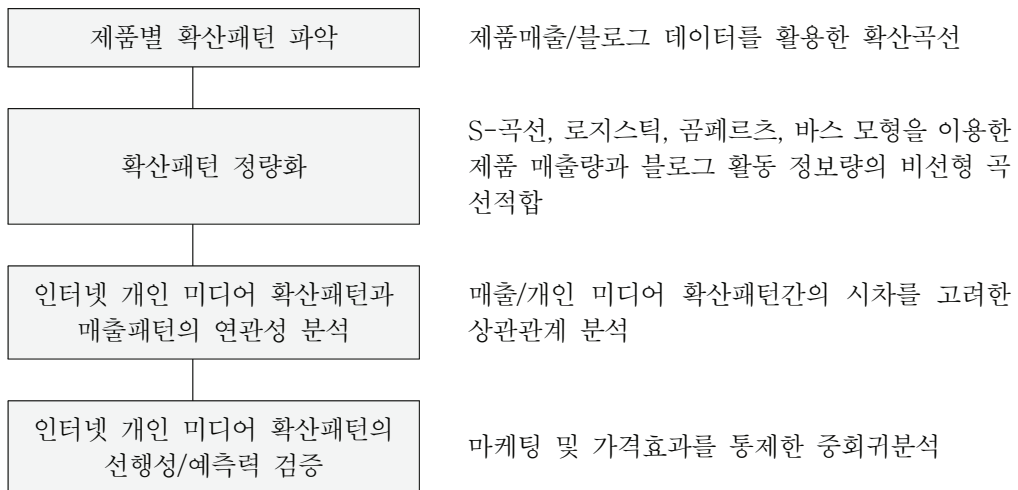 제품별 확산패턴 파악
제품매출/블로그 데이터를 활용한 확산곡선
확산패턴 정량화
S-곡선, 로지스틱, 곰페르츠, 바스 모형을 이용한
제품 매출량과 블로그 활동 정보량의 비선형 곡
선적합
인터넷 개인 미디어 확산패턴과
매출패턴의 연관성 분석
매출/개인 미디어 확산패턴간의 시차를 고려한
상관관계 분석
인터넷 개인 미디어 확산패턴의
선행성/예측력 검증
마케팅 및 가격효과를 통제한 중회귀분석